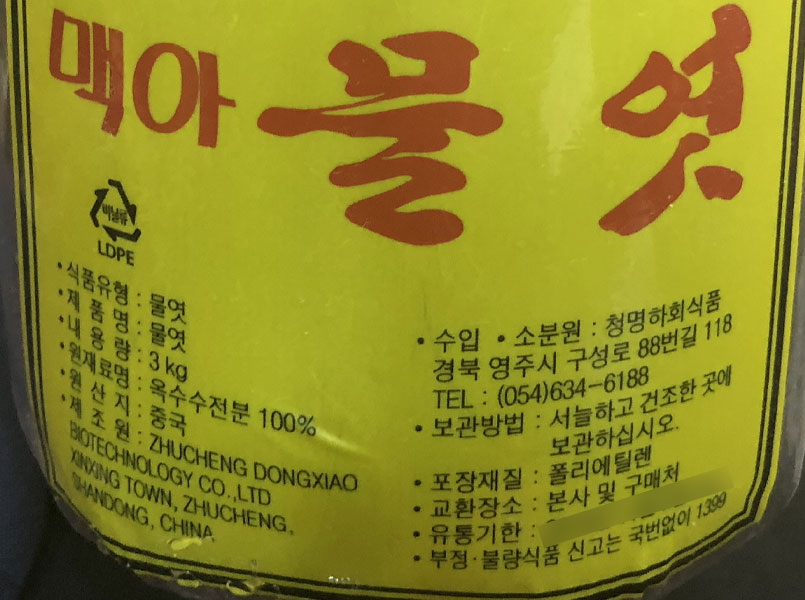 맥아 물엿
비닐류
LDPE
•식품유형 : 물엿
•제 품 명 : 물엿
•내 용 량 : 3 kg
•원재료명 : 옥수수전분 100%
•원 산 지 : 중국
•제 조 원 : ZHUCHENG DONGXIAO
BIOTECHNOLOGY CO.,LTD
XINXING TOWN, ZHUCHENG,
SHANDONG, CHINA
•수입 •소분원 : 청명하회식품
경북 영주시 구성로 88번길 118
TEL : (054)634-6188
•보관방법 : 서늘하고 건조한 곳에
보관하십시오.
•포장재질 : 폴리에틸렌
•교환장소 : 본사 및 구매처
•유통기한 :
•부정·불량식품 신고는 국번없이 1399